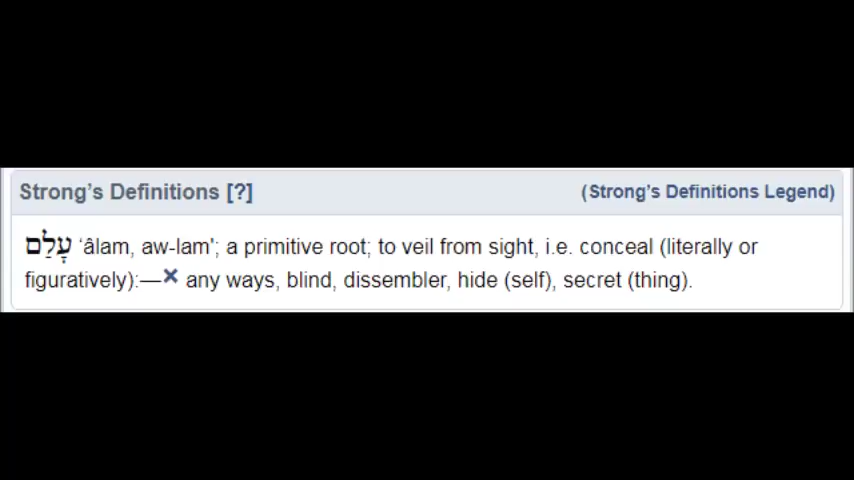 Strong's Definitions [?] (Strong's Definitions Legend)
עָלַם ʻâlam, aw-lam'; a primitive root; to veil from sight, i.e. conceal (literally or
figuratively):—× any ways, blind, dissembler, hide (self), secret (thing).